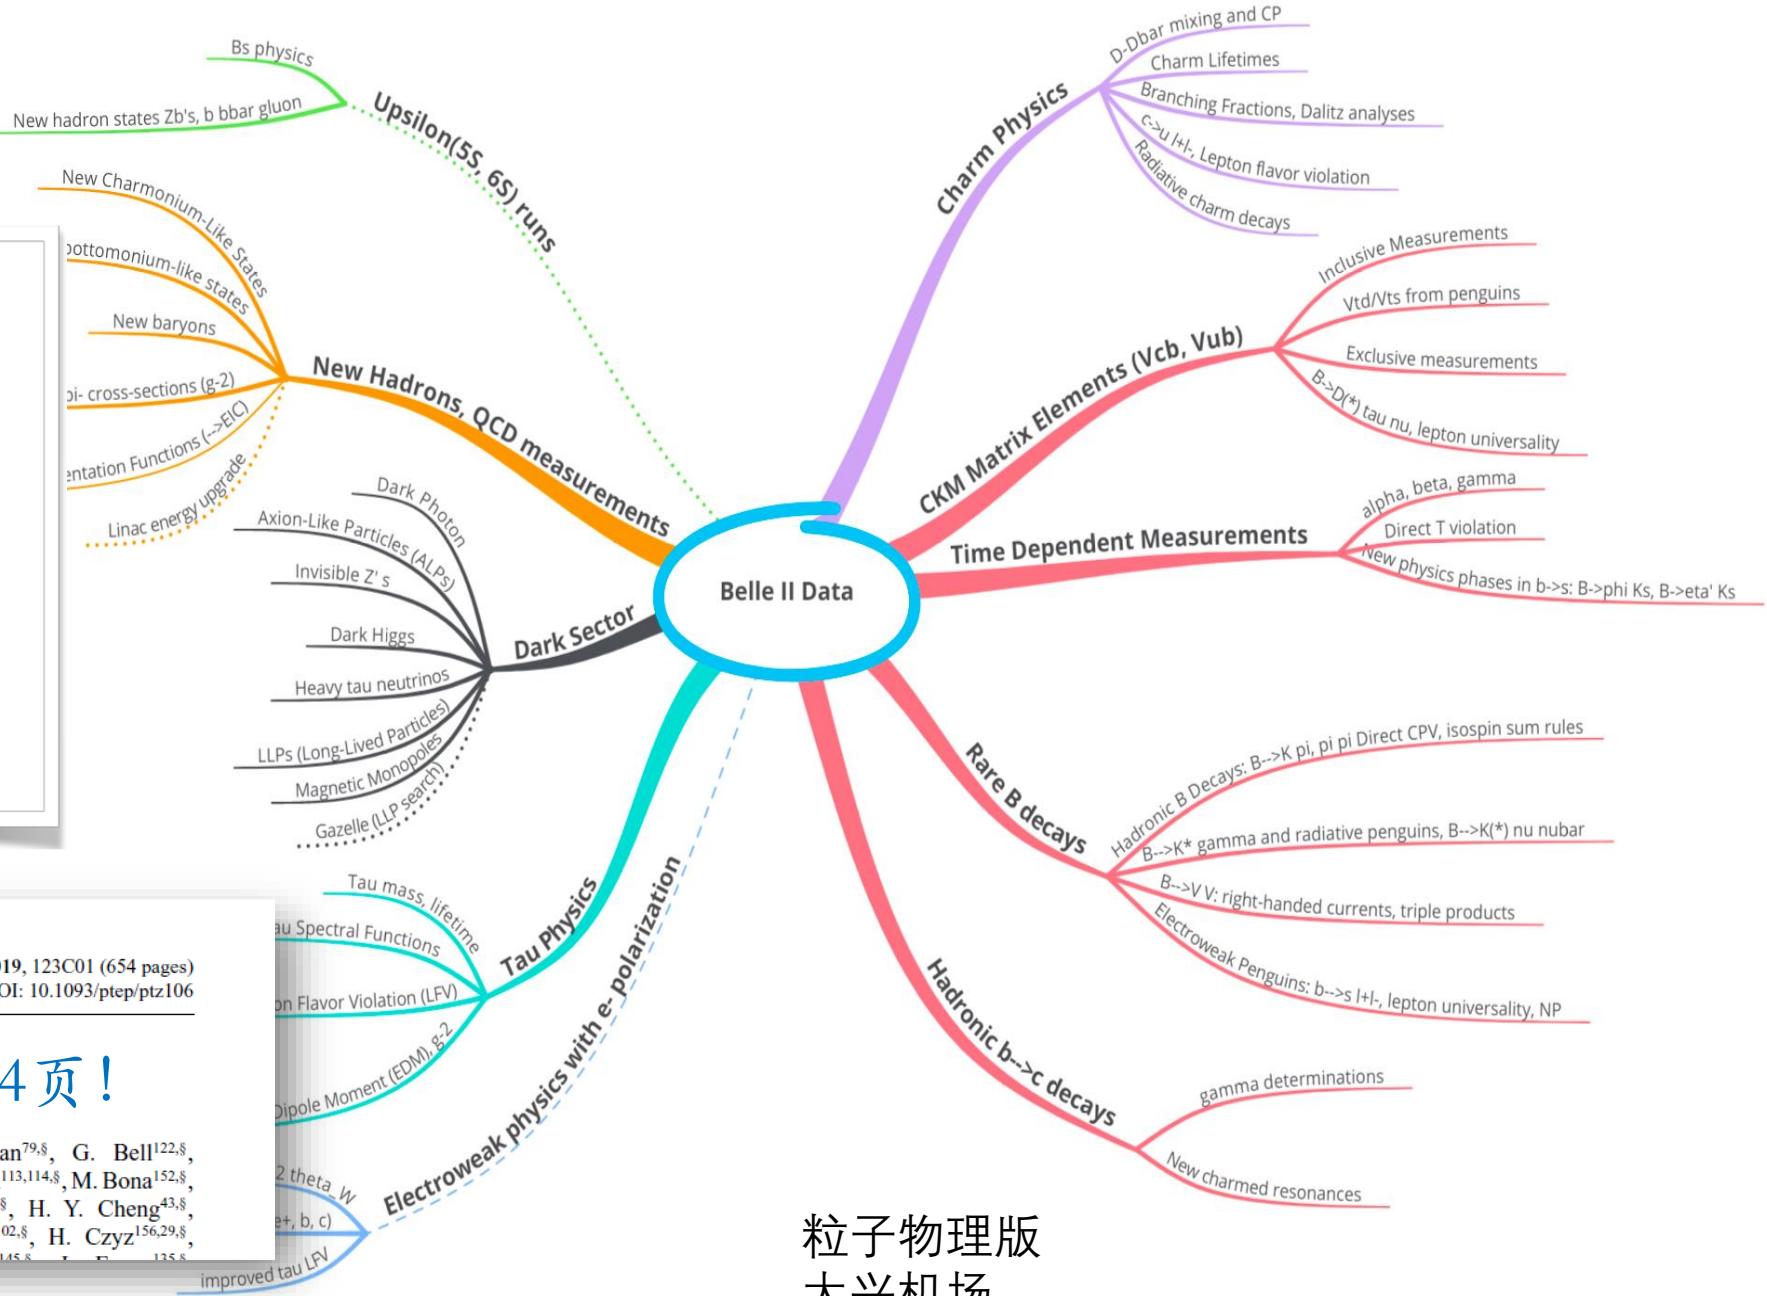 Belle II Data
Upsilon(5S, 6S) runs
Bs physics
New hadron states Zb's, b bbar gluon
New Hadrons, QCD measurements
New Charmonium-Like States
bottomonium-like states
New baryons
pi- cross-sections (g-2)
Functions (-->EIC)
Linac energy upgrade
Dark Sector
Dark Photon
Axion-Like Particles (ALPs)
Invisible Z' s
Dark Higgs
Heavy tau neutrinos
LLPs (Long-Lived Particles)
Magnetic Monopoles
Gazelle (LLP search)
Tau Physics
Tau mass, lifetime
Spectral Functions
Flavor Violation (LFV)
Dipole Moment (EDM), g-2
Electroweak physics with e- polarization
2 theta_W
e+, b, c)
improved tau LFV
Charm Physics
D-Dbar mixing and CP
Charm Lifetimes
Branching Fractions, Dalitz analyses
c->u l+l-, Lepton flavor violation
Radiative charm decays
CKM Matrix Elements (Vcb, Vub)
Inclusive Measurements
Vtd/Vts from penguins
Exclusive measurements
B->D(*) tau nu, lepton universality
Time Dependent Measurements
alpha, beta, gamma
Direct T violation
New physics phases in b->s: B->phi Ks, B->eta' Ks
Rare B decays
Hadronic B Decays: B-->K pi, pi pi Direct CPV, isospin sum rules
B-->K* gamma and radiative penguins, B-->K(*) nu nubar
B-->V V: right-handed currents, triple products
Electroweak Penguins: b-->s l+l-, lepton universality, NP
Hadronic b-->c decays
gamma determinations
New charmed resonances
19, 123C01 (654 pages)
OI: 10.1093/ptep/ptz106
4页!
an79,§, G. Bell122,§,
113,114,§, M. Bona152,§,
§, H. Y. Cheng43,§,
02,§, H. Czyz156,29,§,
粒子物理版
大兴机场